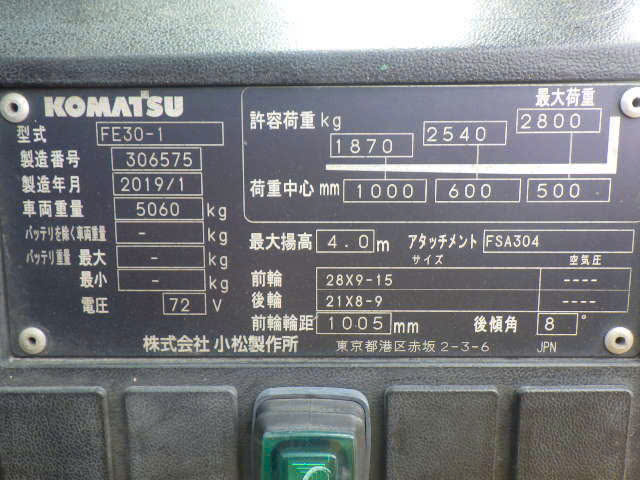 KOMATSU
型式 FE30-1
製造番号 306575
製造年月 2019/1
車両重量 5060 kg
バッテリを除く車両重量 - kg
バッテリ重量 最大 - kg
最小 - kg
電圧 72 V
最大荷重
許容荷重 kg 1870 2540 2800
荷重中心 mm 1000 600 500
最大揚高 4.0 m アタッチメント FSA304
サイズ 空気圧
前輪 28X9-15 ----
後輪 21X8-9 ----
前輪輪距 1005 mm 後傾角 8 °
株式会社 小松製作所 東京都港区赤坂 2-3-6 JPN